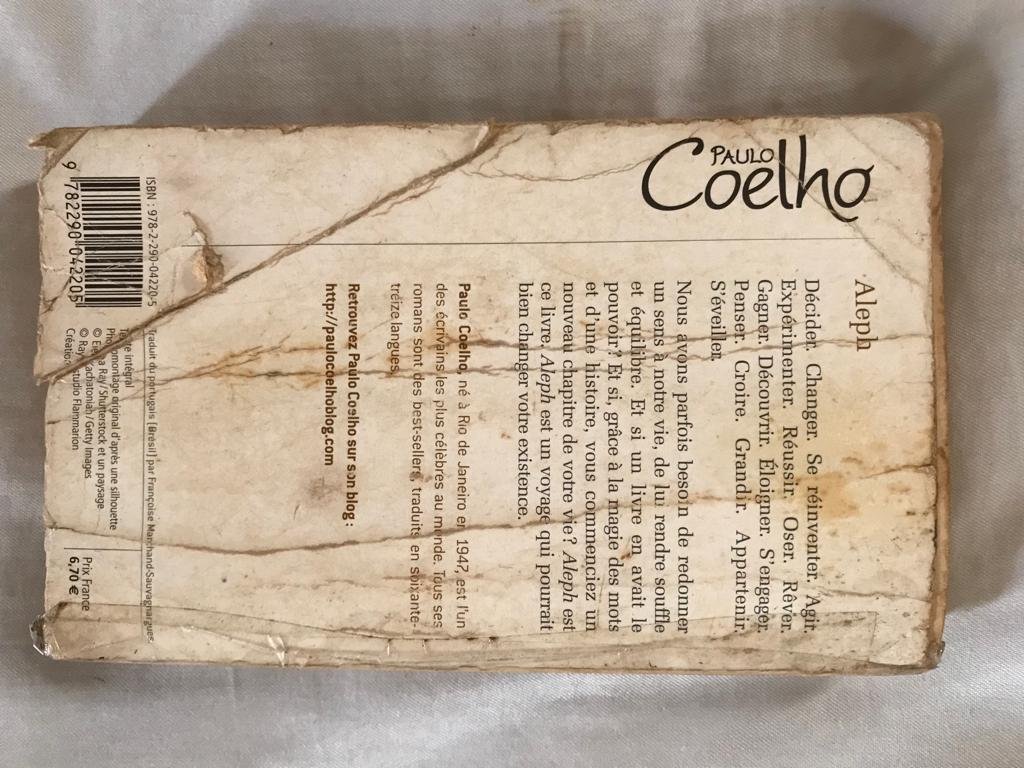 PAULO
Coelho
Aleph
Décider. Changer. Se réinventer. Agir.
Expérimenter. Réussir. Oser. Rêver.
Gagner. Découvrir. Éloigner. S'engager.
Penser. Croire. Grandir. Appartenir.
S'éveiller.
Nous avons parfois besoin de redonner
un sens à notre vie, de lui rendre souffle
et équilibre. Et si un livre en avait le
pouvoir? Et si, grâce à la magie des mots
et d'une histoire, vous commenciez un
nouveau chapitre de votre vie? Aleph est
ce livre. Aleph est un voyage qui pourrait
bien changer votre existence.
Paulo Coelho, né à Rio de Janeiro en 1947, est l'un
des écrivains les plus célèbres au monde. Tous ses
romans sont des best-sellers, traduits en soixante-
treize langues.
Retrouvez Paulo Coelho sur son blog :
http://paulocoelhoblog.com
Traduit du portugais (Brésil) par Françoise Marchand-Sauvagnargues
Texte intégral
Photomontage original d'après une silhouette
© Ray/Shutterstock et un paysage
© /Getty Images
Création Studio Flammarion
Prix France
6,70 €
ISBN : 978-2-290-04220-5
9 782290 042205